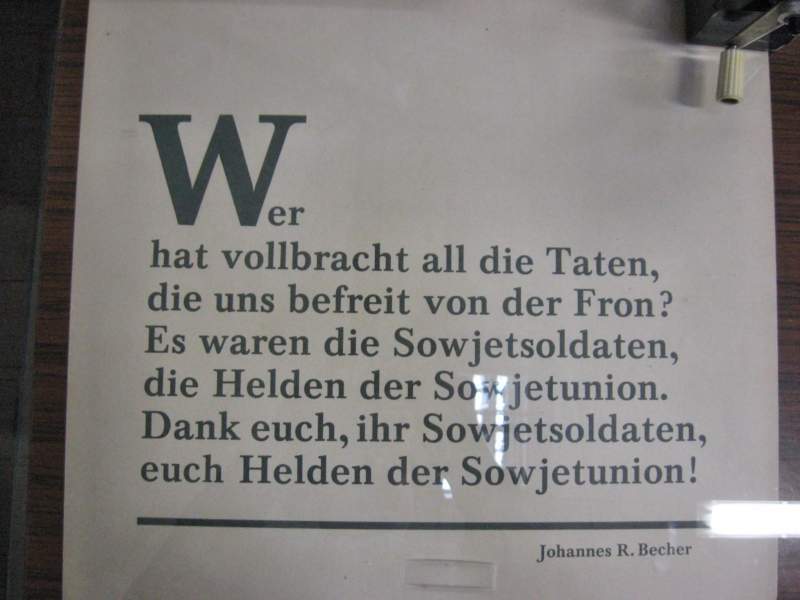 Wer
hat vollbracht all die Taten,
die uns befreit von der Fron?
Es waren die Sowjetsoldaten,
die Helden der Sowjetunion.
Dank euch, ihr Sowjetsoldaten,
euch Helden der Sowjetunion!
Johannes R. Becher